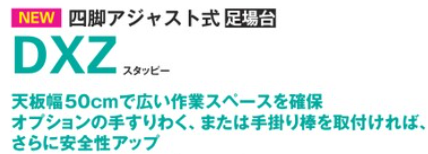 NEW 四脚アジャスト式 足場台
DXZ スタッピー
天板幅50cmで広い作業スペースを確保
オプションの手すりわく、または手掛り棒を取付ければ、
さらに安全性アップ